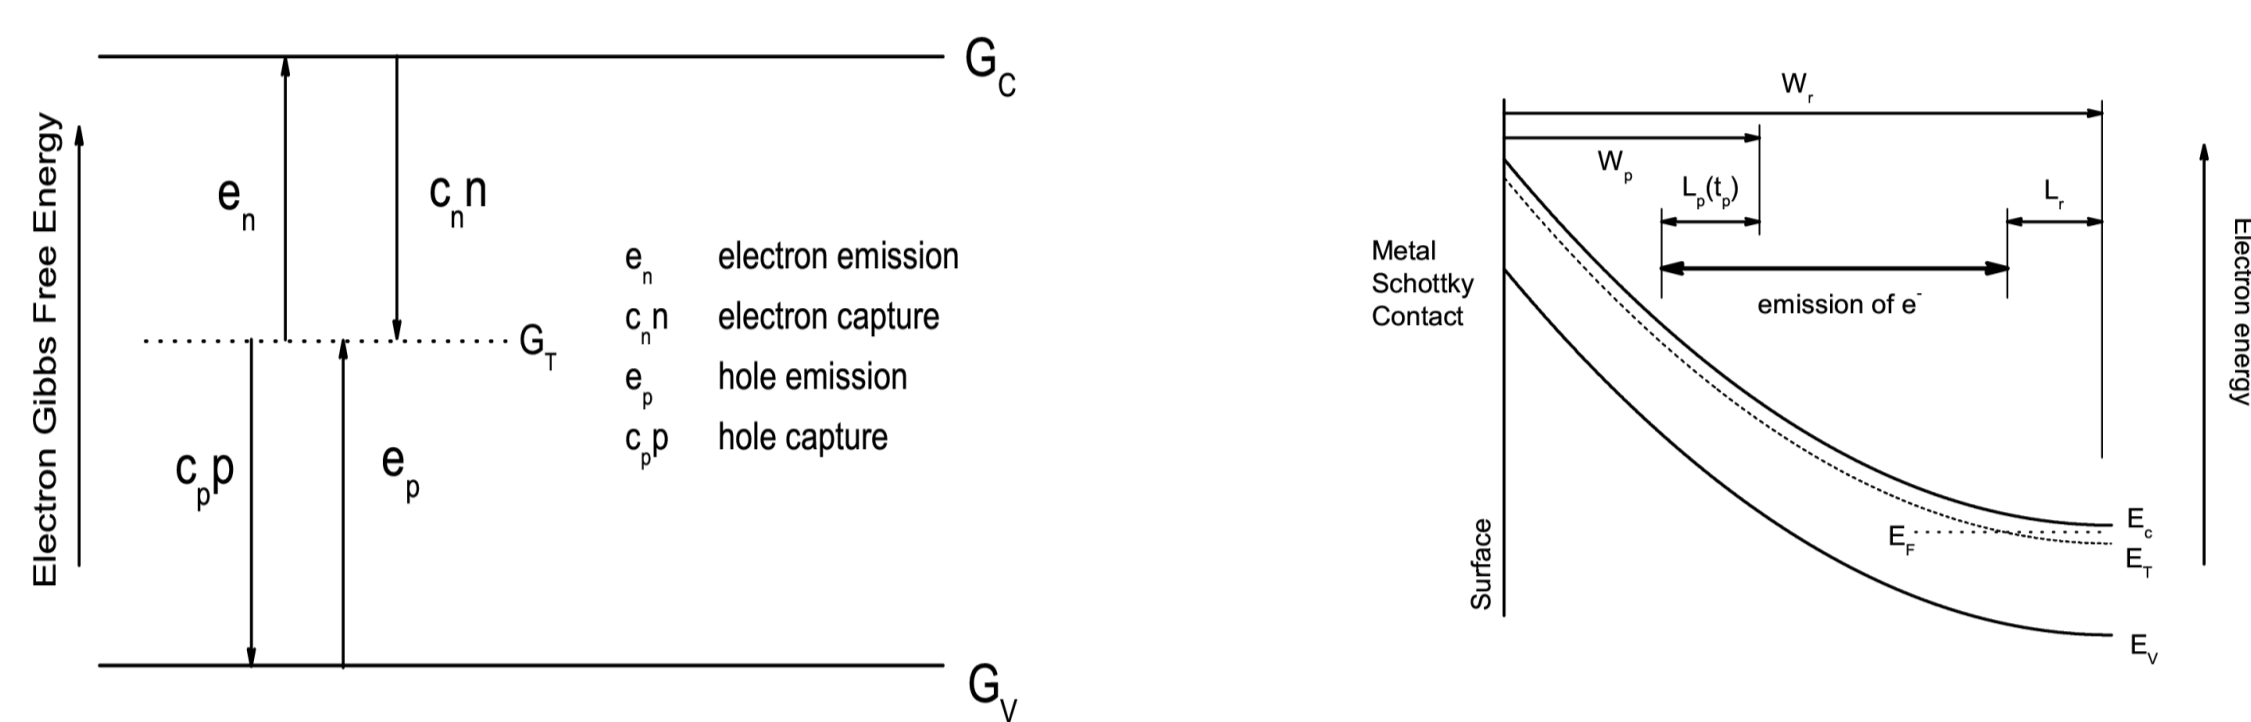 Electron Gibbs Free Energy
G_C
e_n
c_n n
e_n electron emission
c_n n electron capture
e_p hole emission
c_p p hole capture
G_T
c_p p
e_p
G_V
W_r
W_p
L_p(t_p)
L_r
Metal
Schottky
Contact
emission of e^-
Surface
E_F
E_c
E_T
E_V
Electron energy